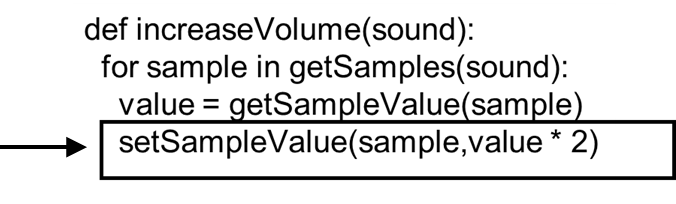 def increaseVolume(sound):
for sample in getSamples(sound):
value = getSampleValue(sample)
setSampleValue(sample,value * 2)